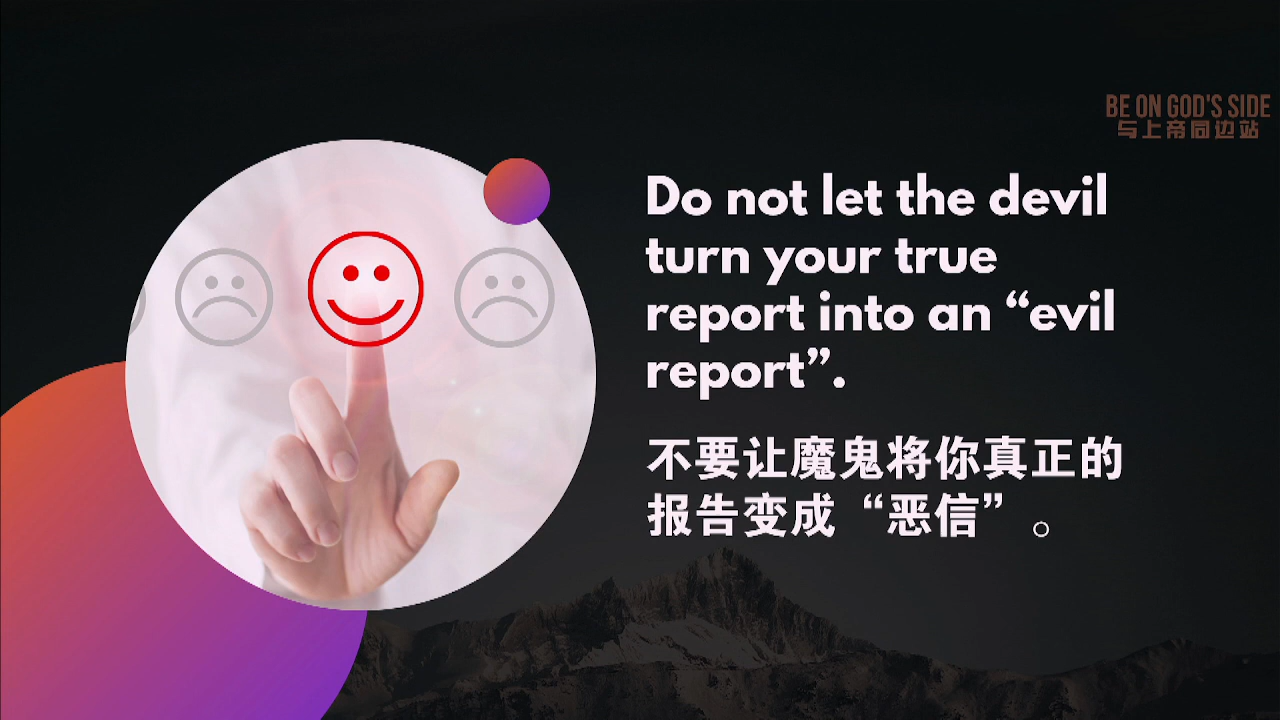 BE ON GOD'S SIDE
与上帝同边站
Do not let the devil
turn your true
report into an “evil
report”.
不要让魔鬼将你真正的
报告变成“恶信”。